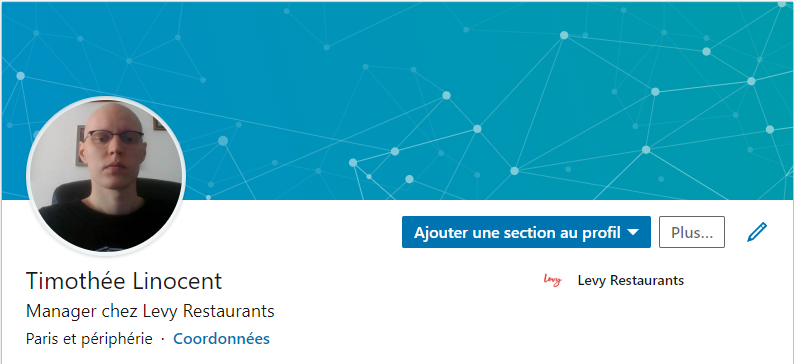 Ajouter une section au profil
Plus...
Timothée Linocent
Levy Levy Restaurants
Manager chez Levy Restaurants
Paris et périphérie · Coordonnées